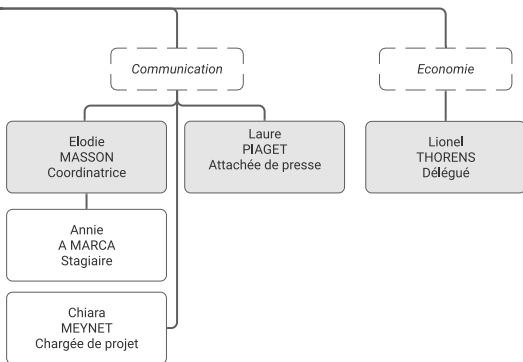 Communication
Economie
Elodie
MASSON
Coordinatrice
Laure
PIAGET
Attachée de presse
Lionel
THORENS
Délégué
Annie
A MARCA
Stagiaire
Chiara
MEYNET
Chargée de projet